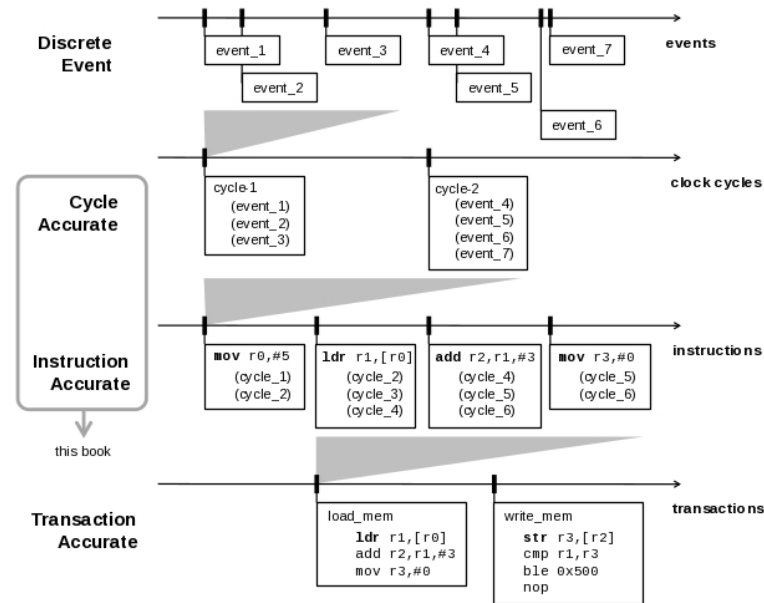 Discrete
Event
event_1
event_2
event_3
event_4
event_5
event_6
event_7
events
Cycle
Accurate
cycle-1
(event_1)
(event_2)
(event_3)
cycle-2
(event_4)
(event_5)
(event_6)
(event_7)
clock cycles
Instruction
Accurate
this book
mov r0,#5
(cycle_1)
(cycle_2)
ldr r1,[r0]
(cycle_2)
(cycle_3)
(cycle_4)
add r2,r1,#3
(cycle_4)
(cycle_5)
(cycle_6)
mov r3,#0
(cycle_5)
(cycle_6)
instructions
Transaction
Accurate
load_mem
ldr r1,[r0]
add r2,r1,#3
mov r3,#0
write_mem
str r3,[r2]
cmp r1,r3
ble 0x500
nop
transactions